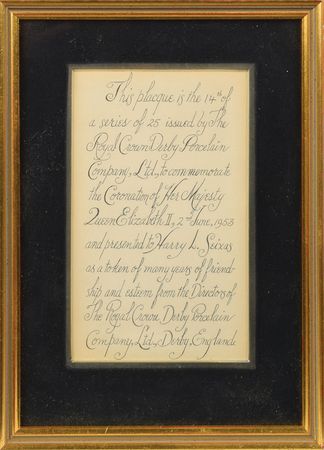 This placque is the 14th of
a series of 25 issued by The
Royal Crown Derby Porcelain
Company, Ltd., to commemorate
the Coronation of Her Majesty
Queen Elizabeth II, 2nd June, 1953
and presented to Harry L. Seixas
as a token of many years of friend-
ship and esteem from the Directors of
The Royal Crown Derby Porcelain
Company, Ltd., Derby, England.